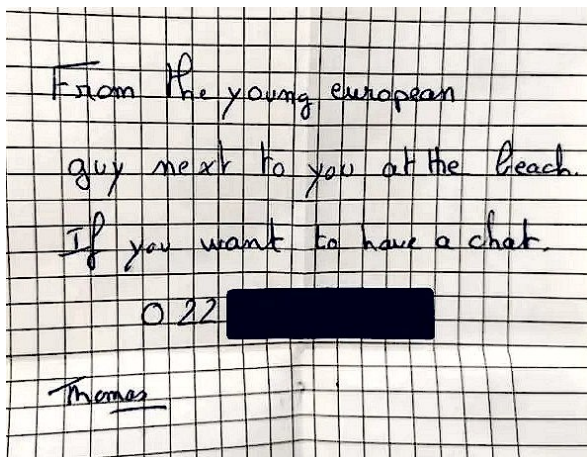 From the young european
guy next to you at the beach.
If you want to have a chat.
022
Thomas